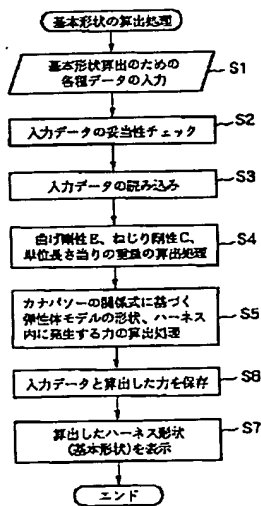 基本形状の算出処理
基本形状算出のための
各種データの入力
S1
入力データの妥当性チェック
S2
入力データの読み込み
S3
曲げ剛性E、ねじり剛性C、
単位長さ当りの重量の算出処理
S4
カナパソーの関係式に基づく
弾性体モデルの形状、ハーネス
内に発生する力の算出処理
S5
入力データと算出した力を保存
S6
算出したハーネス形状
(基本形状)を表示
S7
エンド